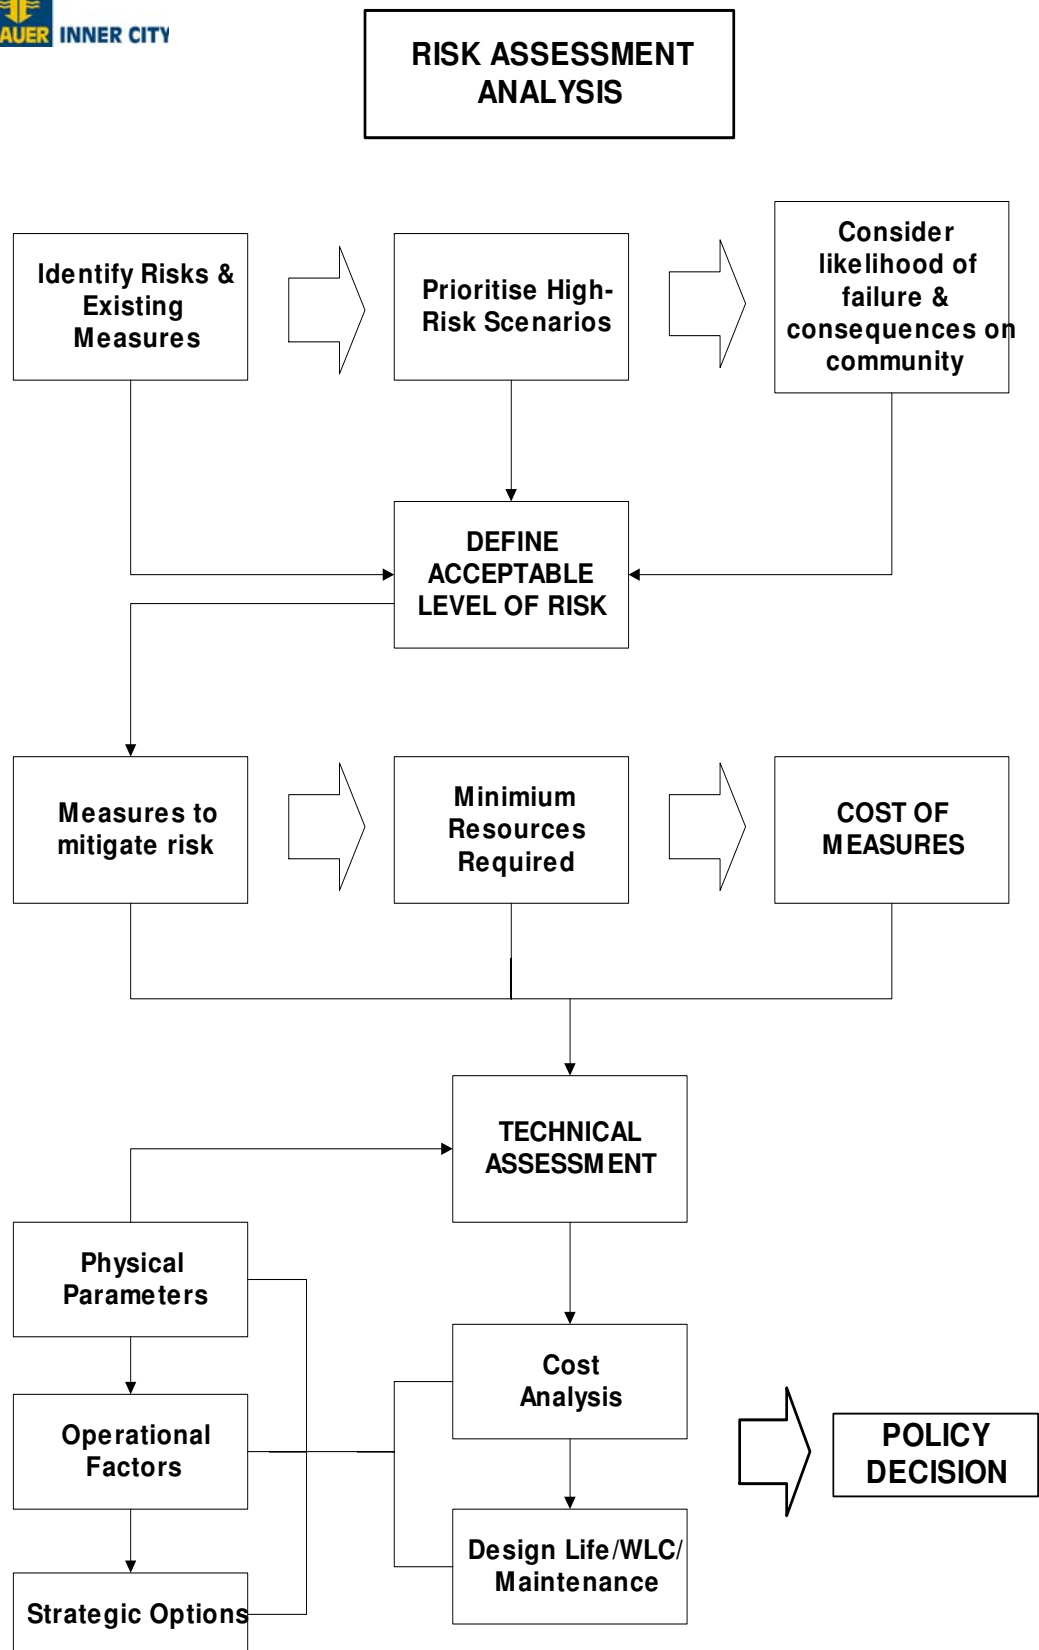 AUER INNER CITY
RISK ASSESSMENT
ANALYSIS
Identify Risks &
Existing
Measures
Prioritise High-
Risk Scenarios
Consider
likelihood of
failure &
consequences on
community
DEFINE
ACCEPTABLE
LEVEL OF RISK
Measures to
mitigate risk
Minimium
Resources
Required
COST OF
MEASURES
TECHNICAL
ASSESSMENT
Physical
Parameters
Cost
Analysis
Operational
Factors
POLICY
DECISION
Design Life/WLC/
Maintenance
Strategic Options